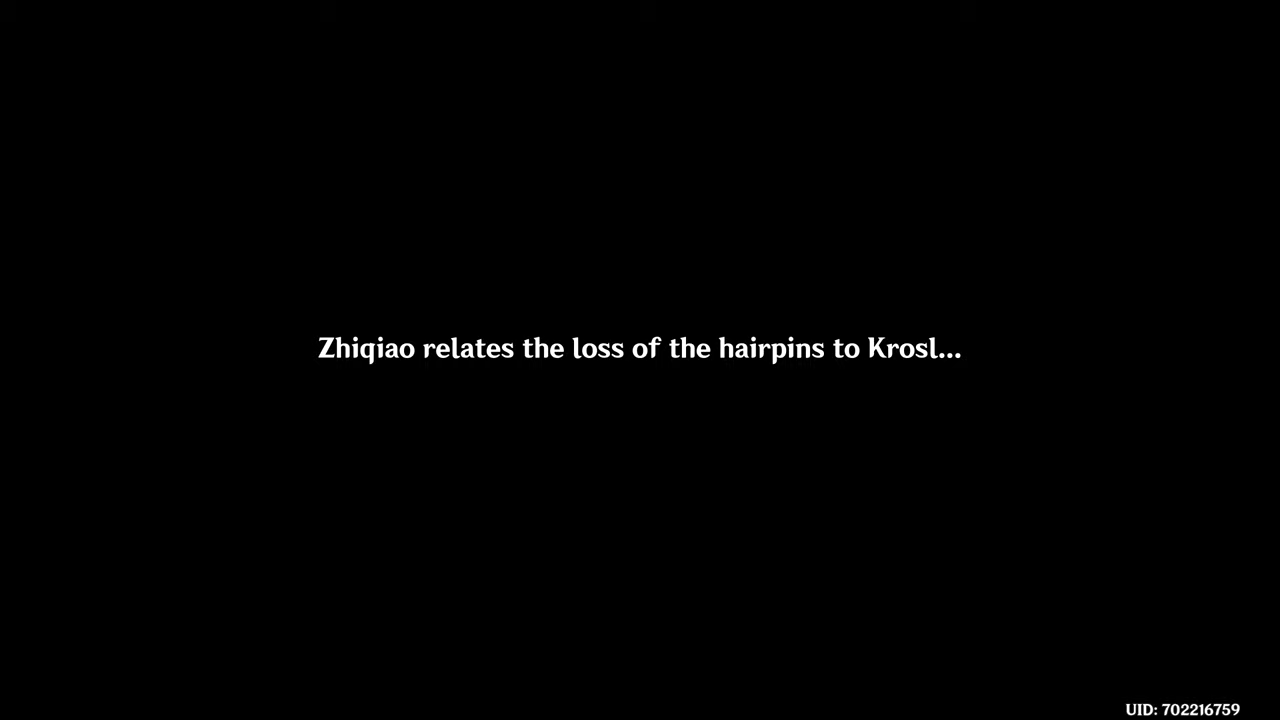 Zhiqiao relates the loss of the hairpins to Krosl...
UID: 702216759